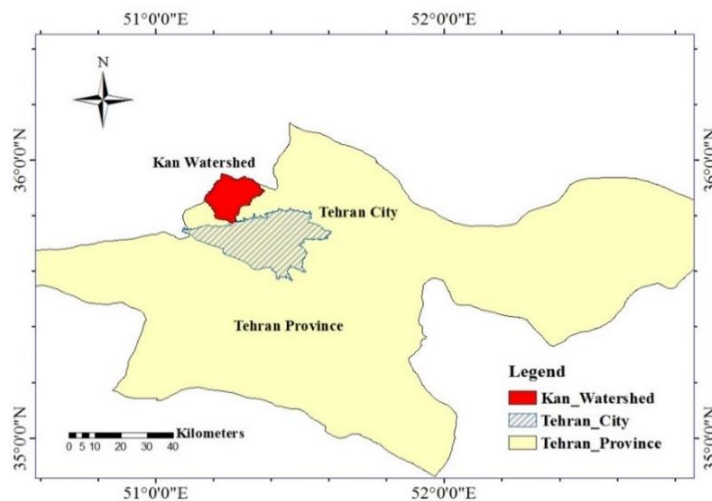 51°0'0"E 52°0'0"E
N
36°0'0"N 36°0'0"N
Kan Watershed
Tehran City
Tehran Province
Legend
Kan_Watershed
Tehran_City
Tehran_Province
Kilometers
0 5 10 20 30 40
35°0'0"N 35°0'0"N
51°0'0"E 52°0'0"E